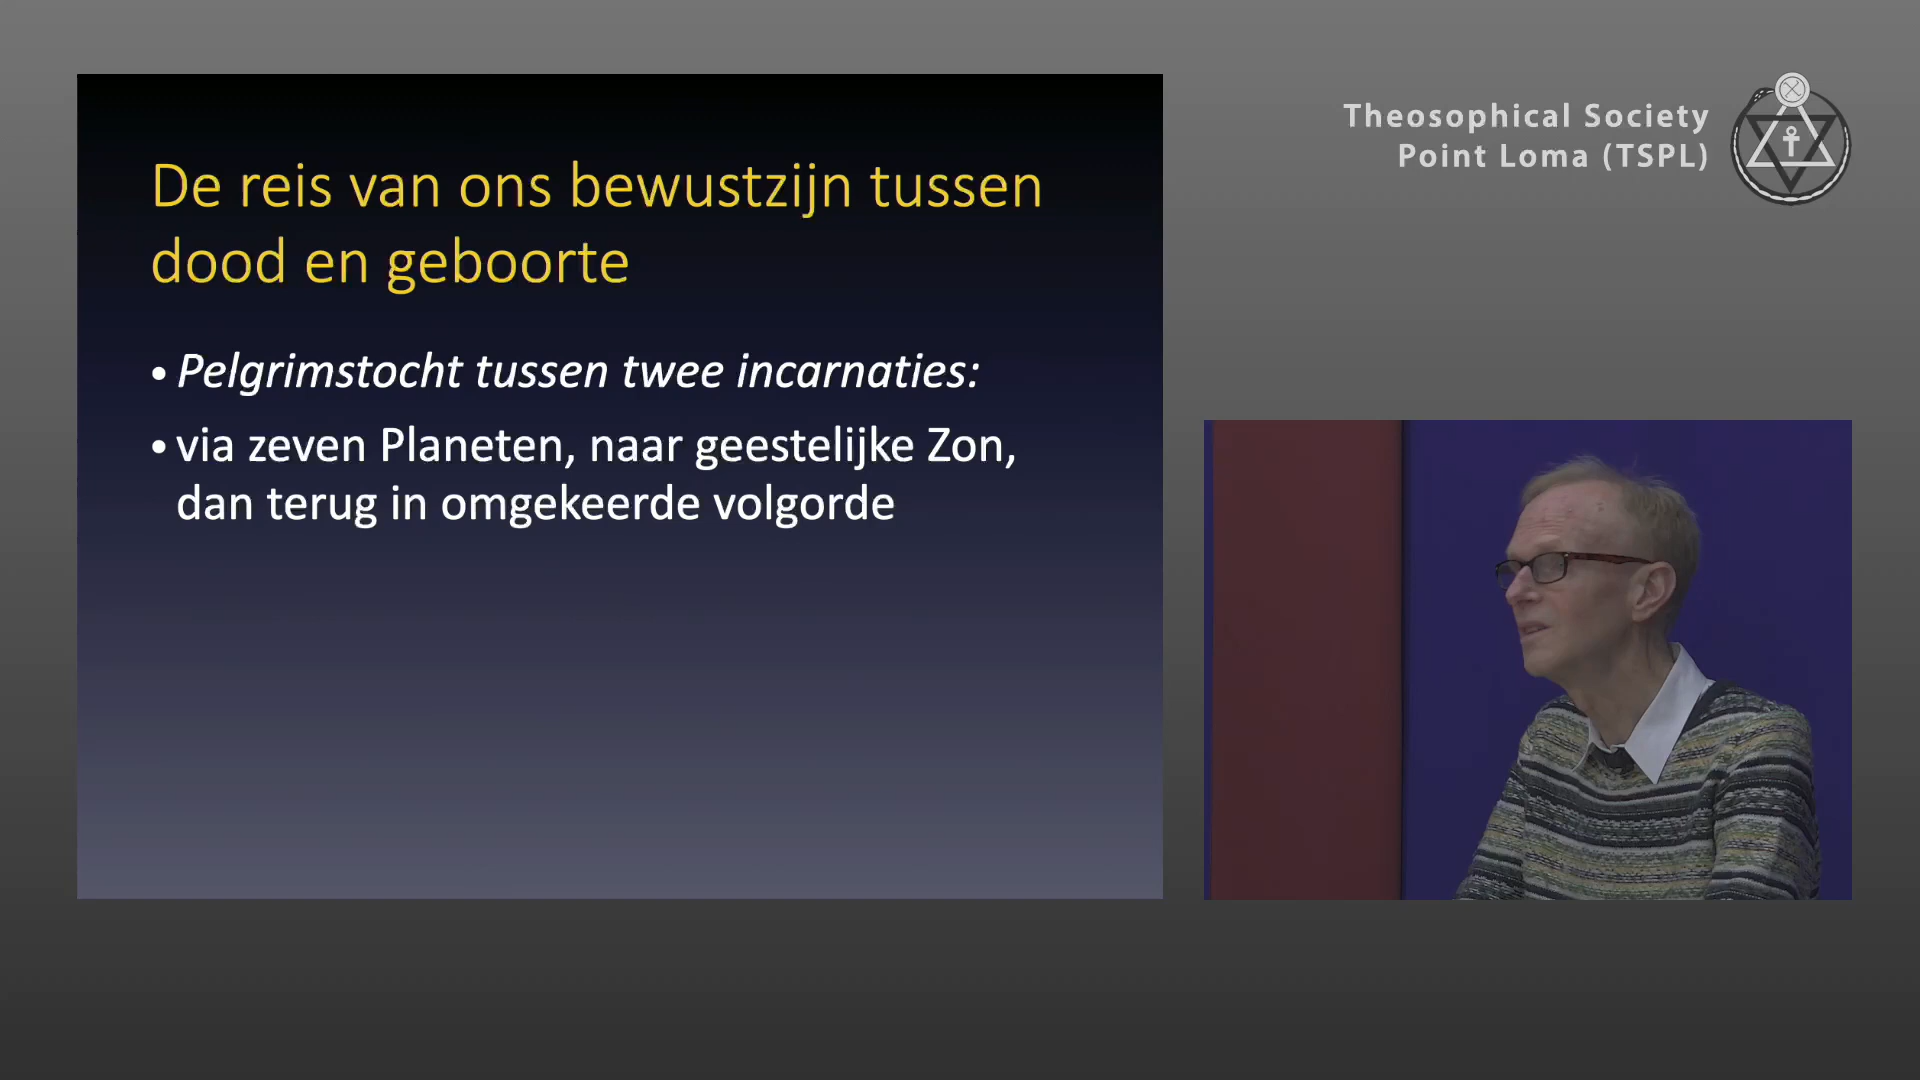 De reis van ons bewustzijn tussen
dood en geboorte
• Pelgrimstocht tussen twee incarnaties:
• via zeven Planeten, naar geestelijke Zon,
dan terug in omgekeerde volgorde
Theosophical Society
Point Loma (TSPL)